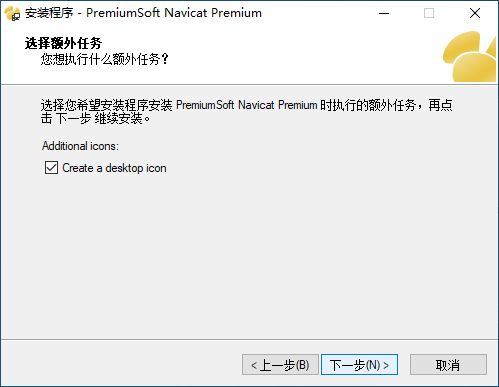 安装程序 - PremiumSoft Navicat Premium
选择额外任务
您想执行什么额外任务？
选择您希望安装程序安装 PremiumSoft Navicat Premium 时执行的额外任务，再点
击 下一步 继续安装。
Additional icons:
Create a desktop icon
< 上一步(B) 下一步(N) > 取消